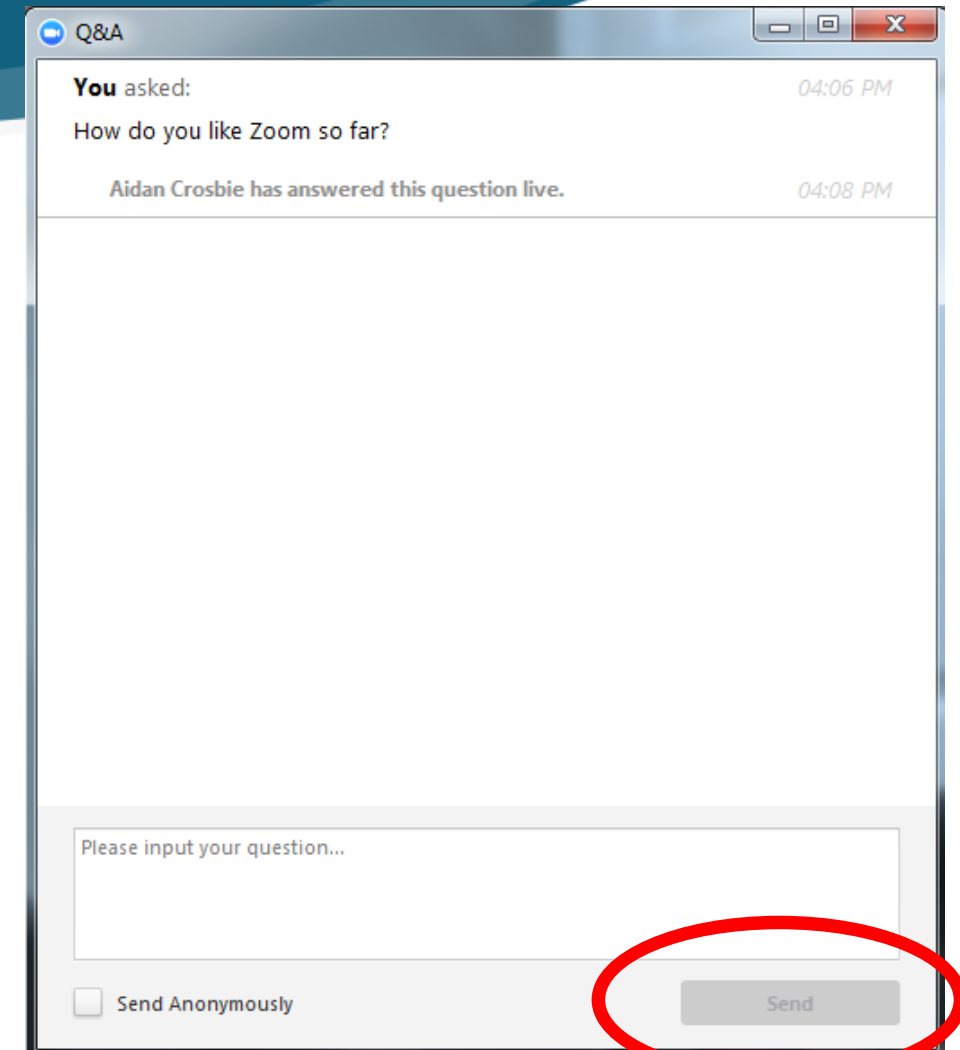 Q&A
You asked: 04:06 PM
How do you like Zoom so far?
Aidan Crosbie has answered this question live. 04:08 PM
Please input your question...
Send Anonymously Send